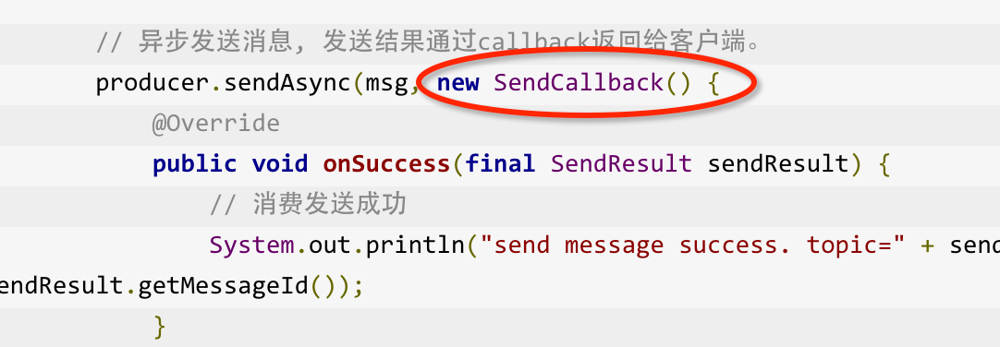 // 异步发送消息, 发送结果通过callback返回给客户端。
producer.sendAsync(msg, new SendCallback() {
@Override
public void onSuccess(final SendResult sendResult) {
// 消费发送成功
System.out.println("send message success. topic=" + send
endResult.getMessageId());
}